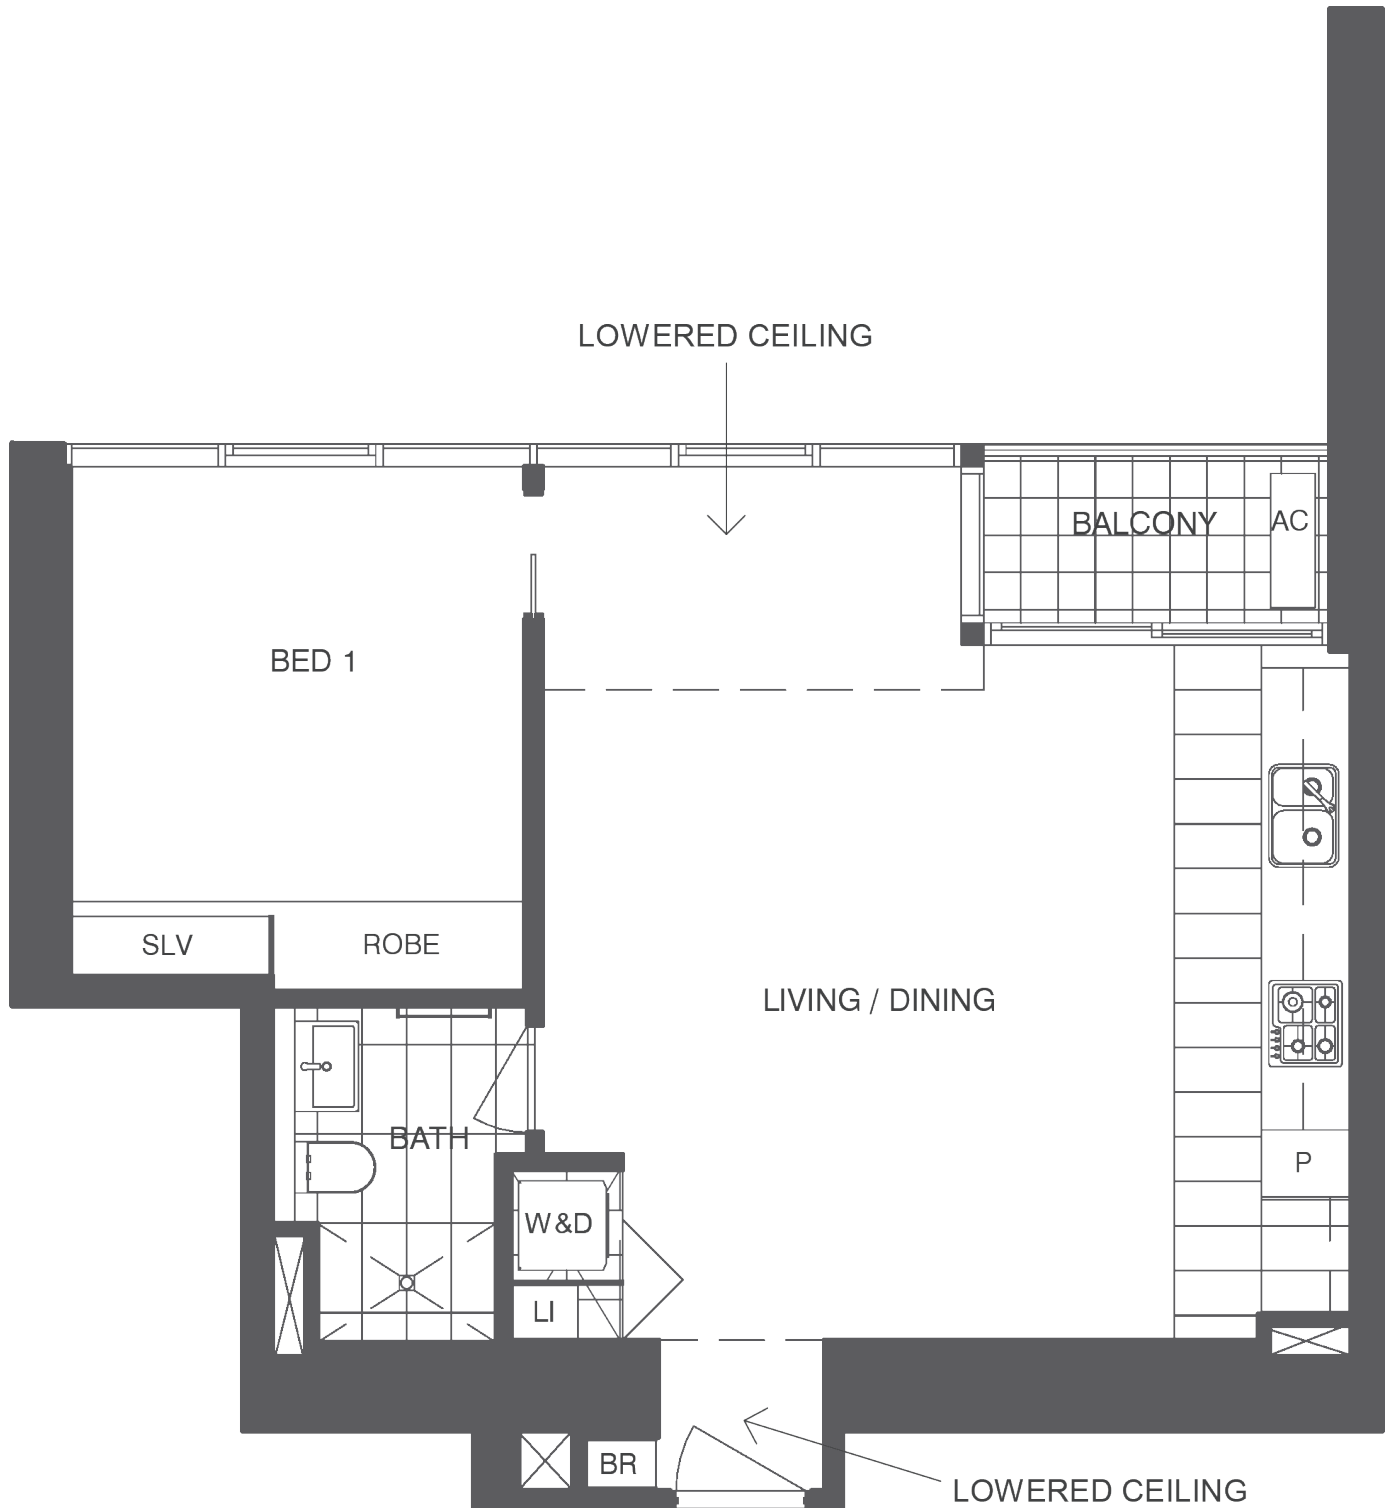 LOWERED CEILING
BALCONY
AC
BED 1
SLV
ROBE
LIVING / DINING
BATH
P
W&D
LI
BR
LOWERED CEILING